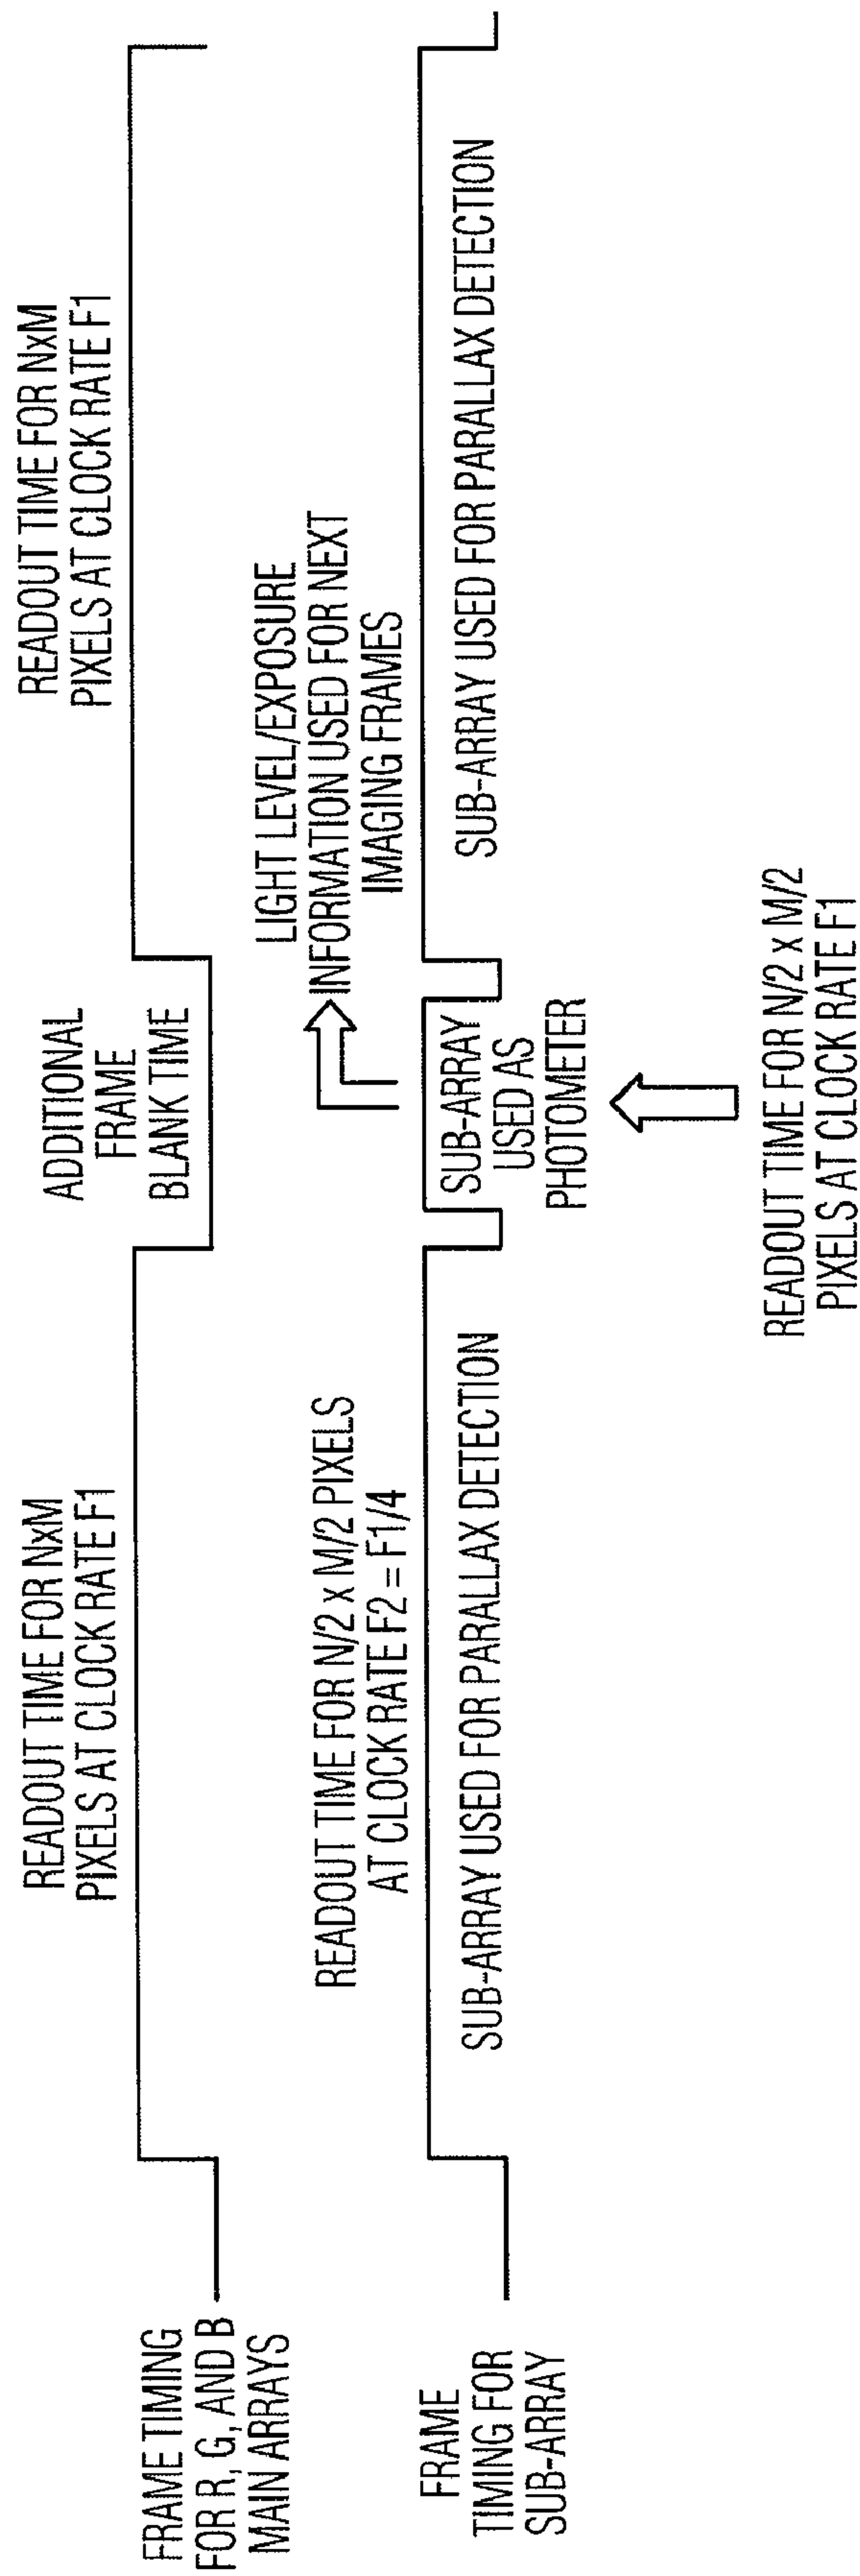 FRAME TIMING
FOR R, G, AND B
MAIN ARRAYS
READOUT TIME FOR NxM
PIXELS AT CLOCK RATE F1
ADDITIONAL
FRAME
BLANK TIME
READOUT TIME FOR NxM
PIXELS AT CLOCK RATE F1
FRAME
TIMING FOR
SUB-ARRAY
READOUT TIME FOR N/2 x M/2 PIXELS
AT CLOCK RATE F2 = F1/4
SUB-ARRAY USED FOR PARALLAX DETECTION
LIGHT LEVEL/EXPOSURE
INFORMATION USED FOR NEXT
IMAGING FRAMES
SUB-ARRAY
USED AS
PHOTOMETER
SUB-ARRAY USED FOR PARALLAX DETECTION
READOUT TIME FOR N/2 x M/2
PIXELS AT CLOCK RATE F1